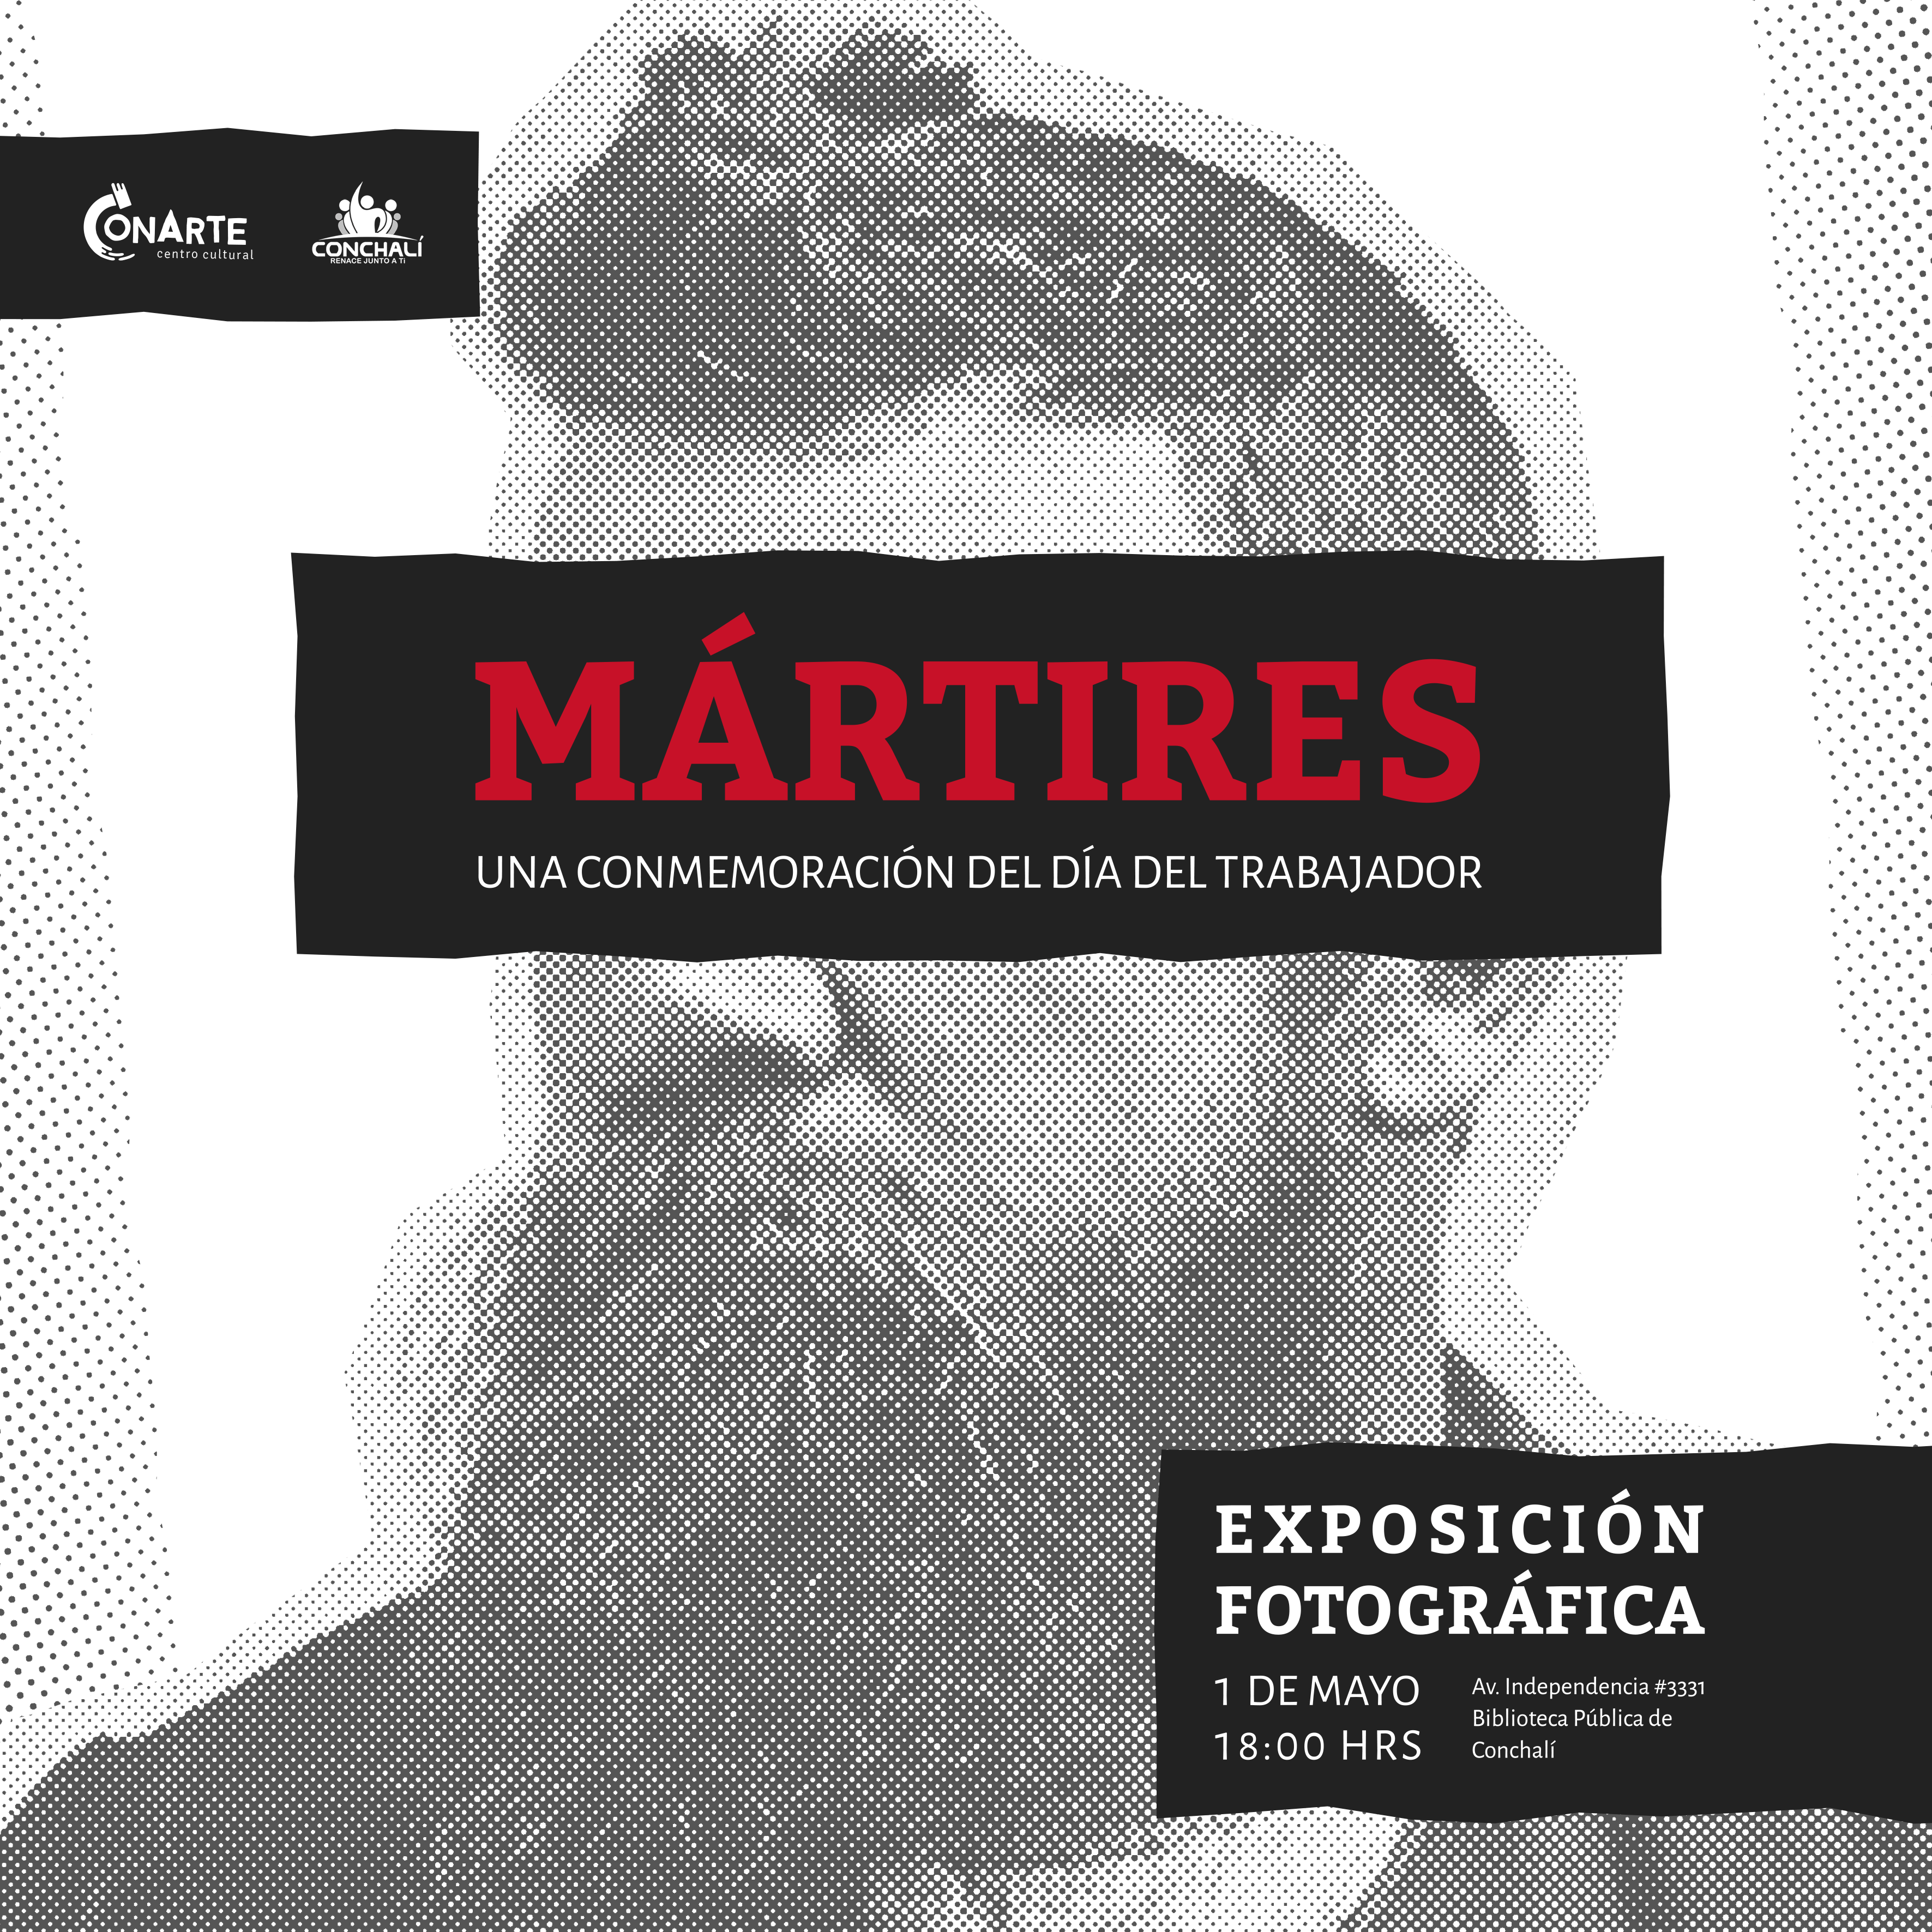 CONARTE
centro cultural
CONCHALÍ
RENACE JUNTO A TI
MÁRTIRES
UNA CONMEMORACIÓN DEL DÍA DEL TRABAJADOR
EXPOSICIÓN
FOTOGRÁFICA
1 DE MAYO
18:00 HRS
Av. Independencia #3331
Biblioteca Pública de
Conchalí